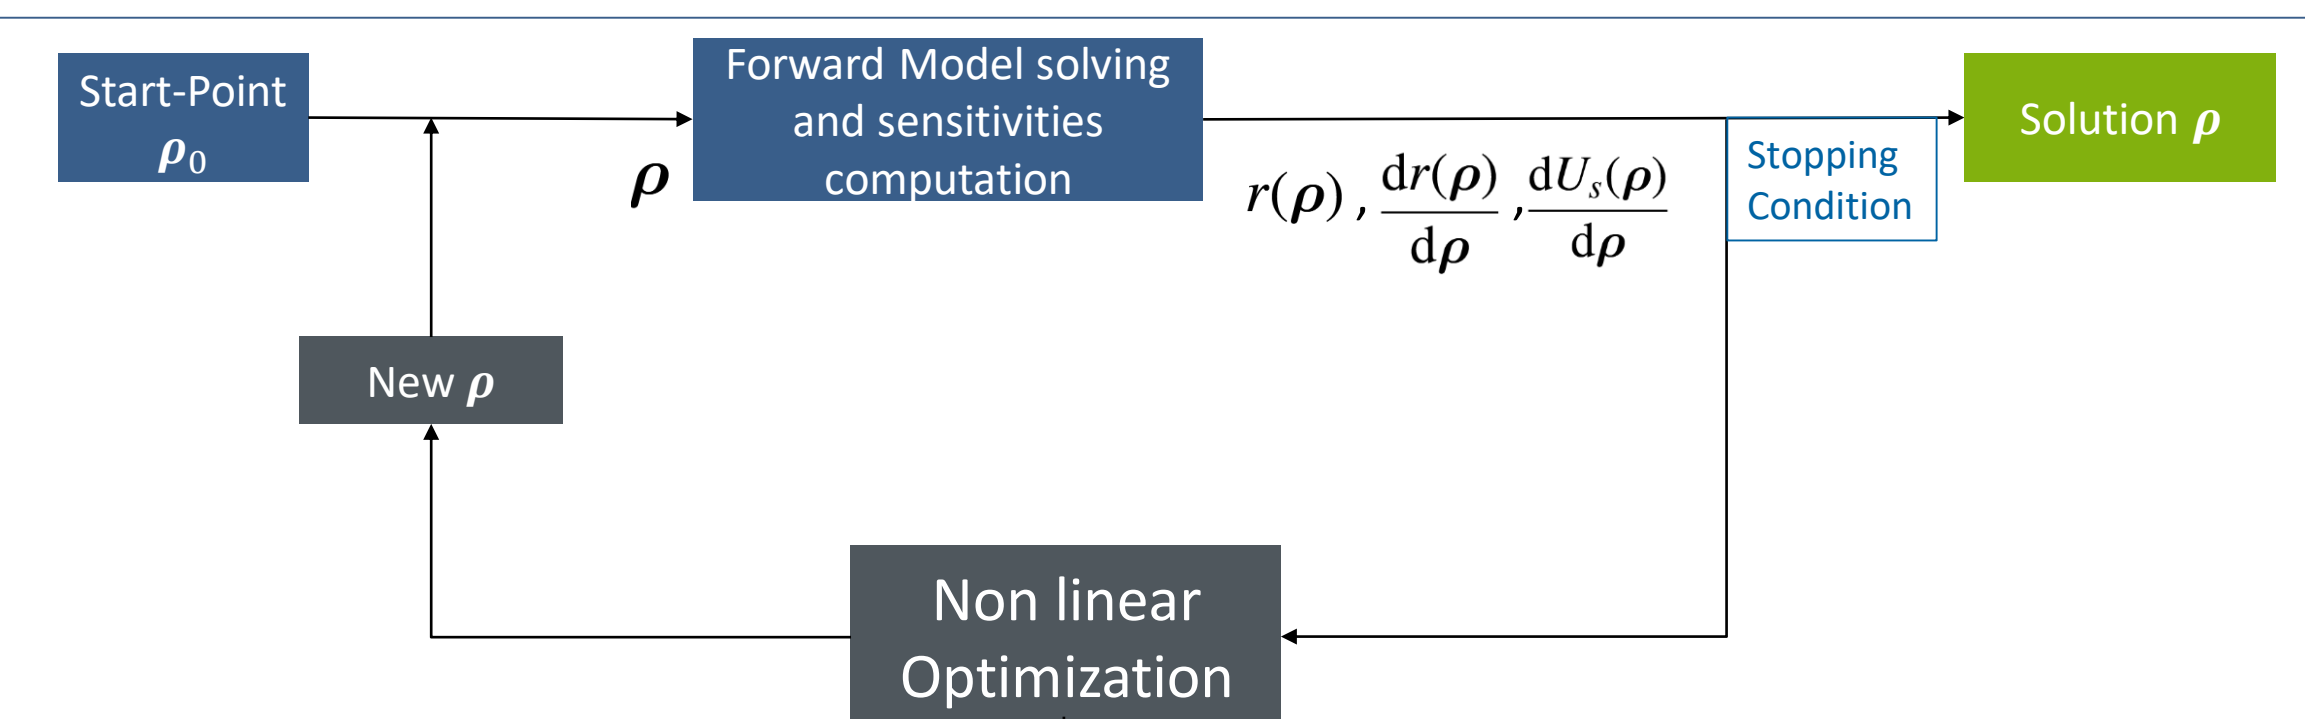 Start-Point
ρ₀
Forward Model solving
and sensitivities
computation
ρ
r(ρ) , dr(ρ)/dρ , dUₛ(ρ)/dρ
Stopping
Condition
Solution ρ
New ρ
Non linear
Optimization